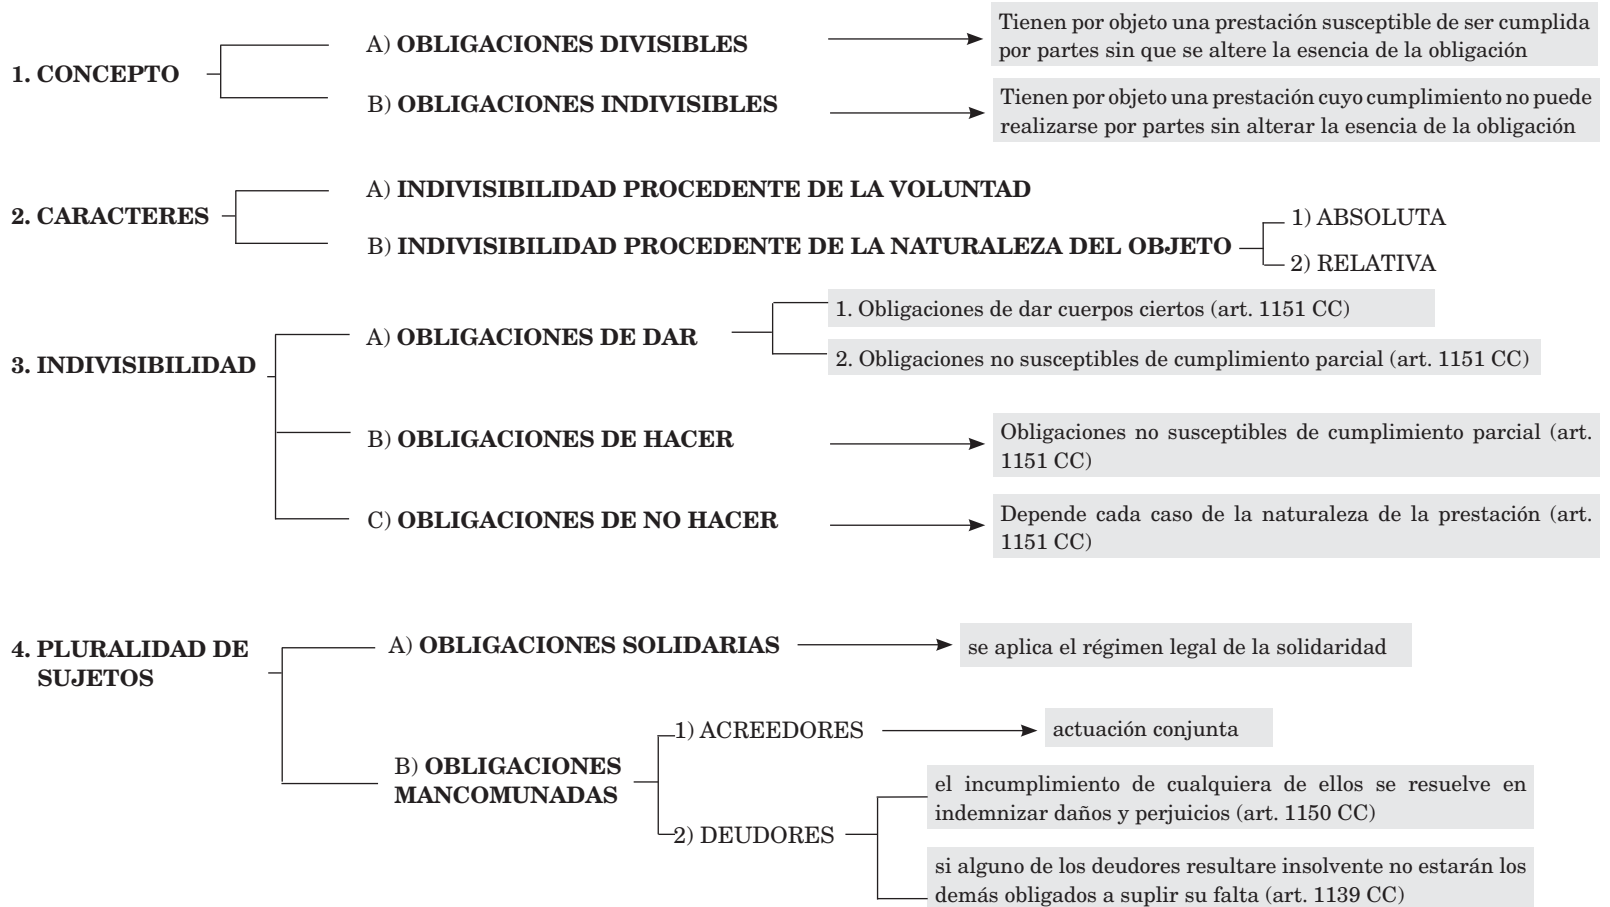 1. CONCEPTO
A) OBLIGACIONES DIVISIBLES
Tienen por objeto una prestación susceptible de ser cumplida
por partes sin que se altere la esencia de la obligación
B) OBLIGACIONES INDIVISIBLES
Tienen por objeto una prestación cuyo cumplimiento no puede
realizarse por partes sin alterar la esencia de la obligación
2. CARACTERES
A) INDIVISIBILIDAD PROCEDENTE DE LA VOLUNTAD
B) INDIVISIBILIDAD PROCEDENTE DE LA NATURALEZA DEL OBJETO
1) ABSOLUTA
2) RELATIVA
3. INDIVISIBILIDAD
A) OBLIGACIONES DE DAR
1. Obligaciones de dar cuerpos ciertos (art. 1151 CC)
2. Obligaciones no susceptibles de cumplimiento parcial (art. 1151 CC)
B) OBLIGACIONES DE HACER
Obligaciones no susceptibles de cumplimiento parcial (art.
1151 CC)
C) OBLIGACIONES DE NO HACER
Depende cada caso de la naturaleza de la prestación (art.
1151 CC)
4. PLURALIDAD DE
SUJETOS
A) OBLIGACIONES SOLIDARIAS
se aplica el régimen legal de la solidaridad
B) OBLIGACIONES
MANCOMUNADAS
1) ACREEDORES
actuación conjunta
2) DEUDORES
el incumplimiento de cualquiera de ellos se resuelve en
indemnizar daños y perjuicios (art. 1150 CC)
si alguno de los deudores resultare insolvente no estarán los
demás obligados a suplir su falta (art. 1139 CC)